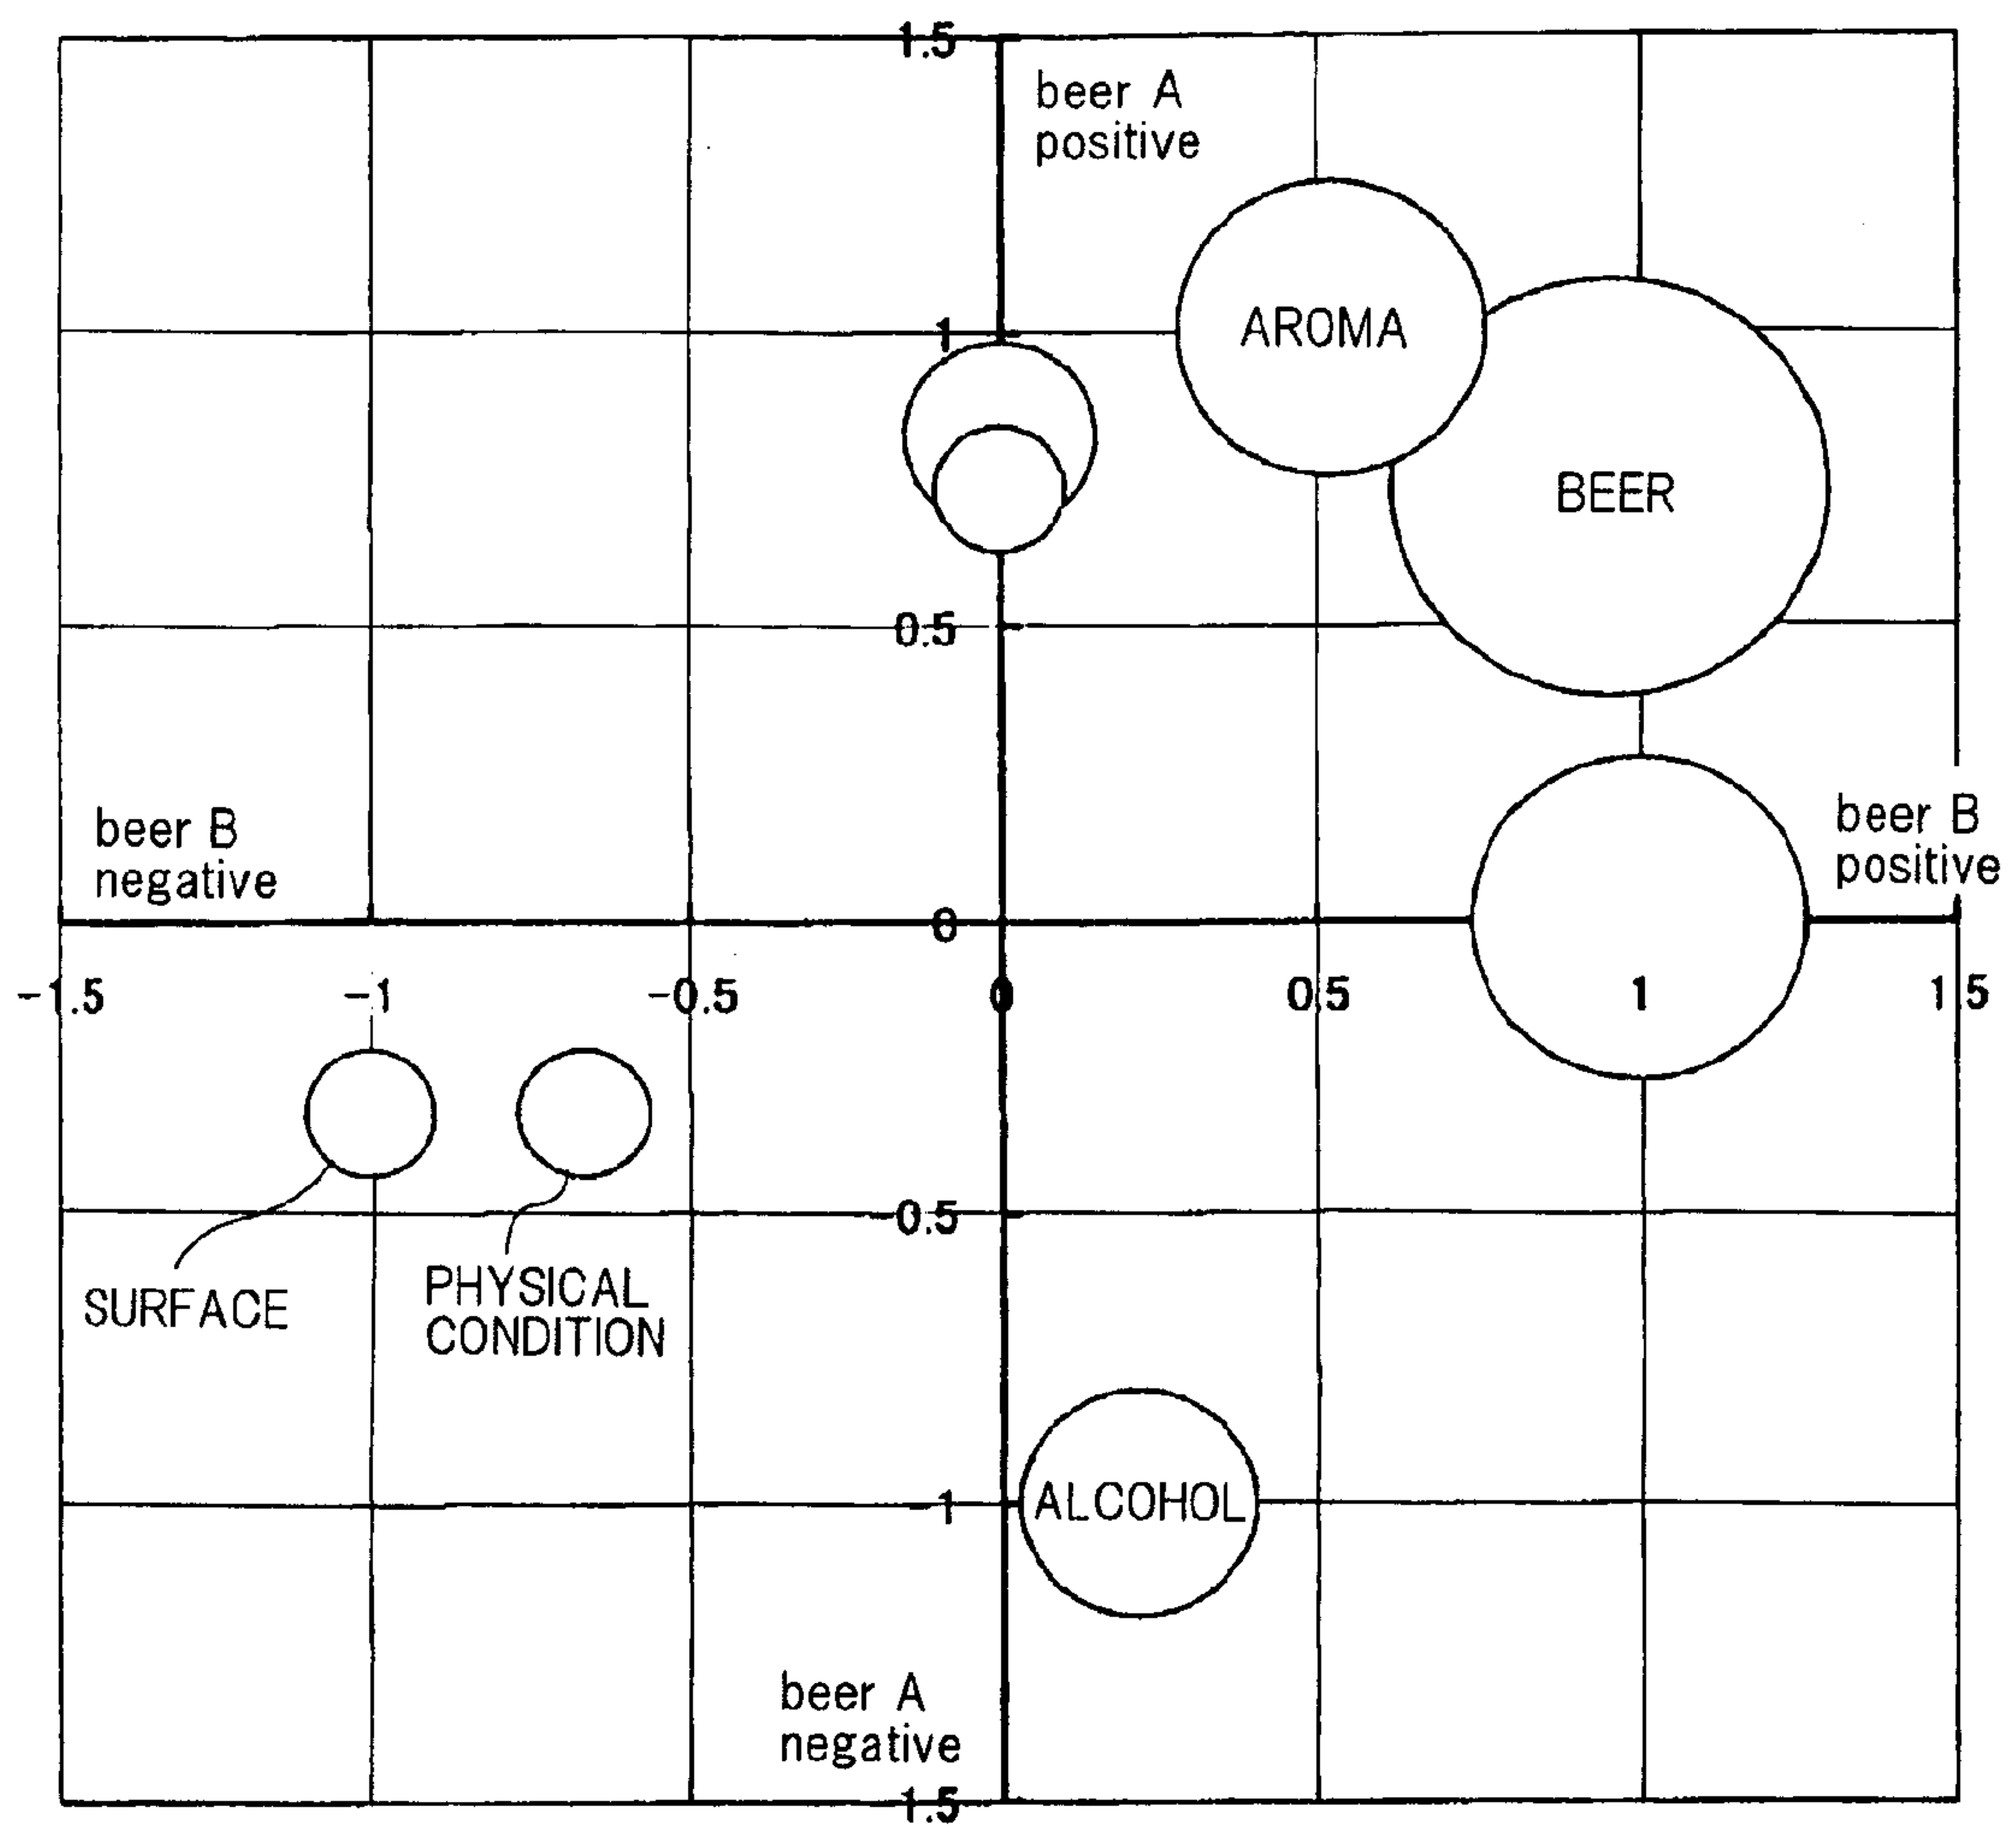 1.5
beer A
positive
AROMA
1
BEER
0.5
beer B
negative
beer B
positive
0
-1.5
-1
-0.5
0
0.5
1
1.5
-0.5
SURFACE
PHYSICAL
CONDITION
-1
ALCOHOL
beer A
negative
1.5